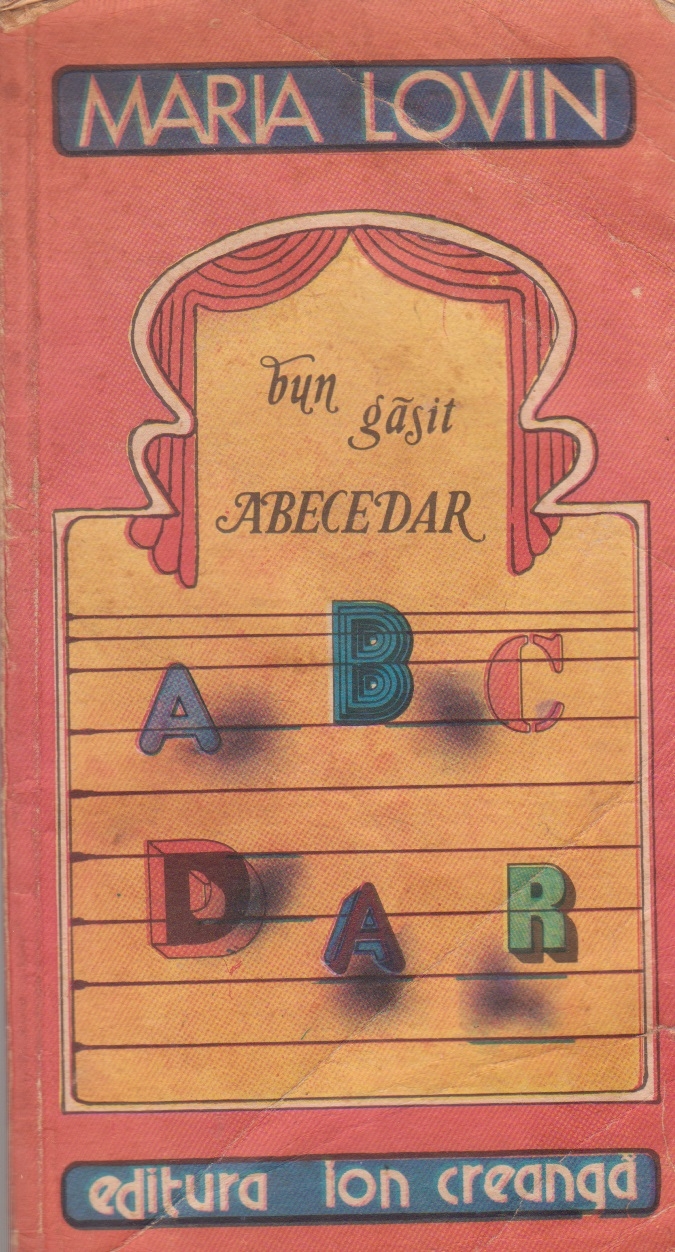 MARIA LOVIN
bun
găsit
ABECEDAR
A B C
D A R
editura Ion creangă